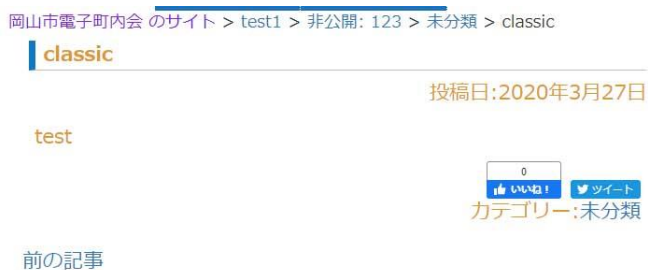 岡山市電子町内会 のサイト > test1 > 非公開: 123 > 未分類 > classic
classic
投稿日:2020年3月27日
test
0
いいね！ ツイート
カテゴリー:未分類
前の記事